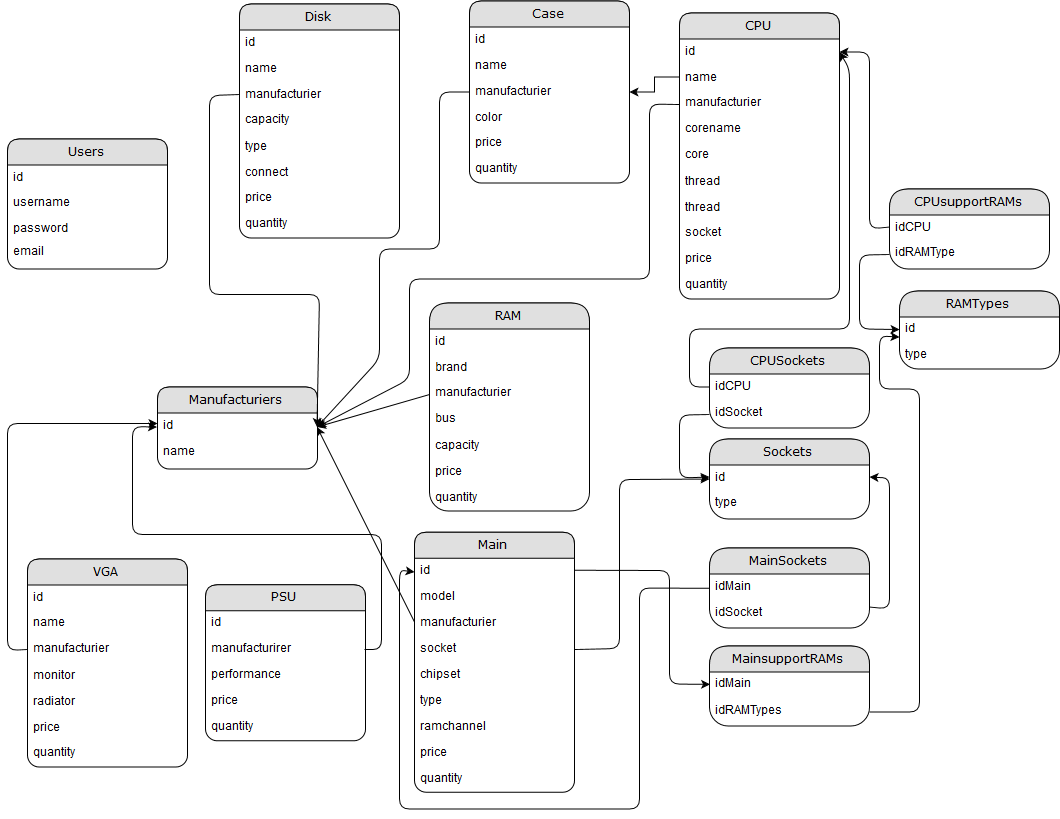 Disk
id
name
manufacturier
capacity
type
connect
price
quantity
Case
id
name
manufacturier
color
price
quantity
CPU
id
name
manufacturier
corename
core
thread
thread
socket
price
quantity
Users
id
username
password
email
CPUsupportRAMs
idCPU
idRAMType
RAMTypes
id
type
RAM
id
brand
manufacturier
bus
capacity
price
quantity
CPUSockets
idCPU
idSocket
Manufacturiers
id
name
Sockets
id
type
Main
id
model
manufacturier
socket
chipset
type
ramchannel
price
quantity
MainSockets
idMain
idSocket
VGA
id
name
manufacturier
monitor
radiator
price
quantity
PSU
id
manufacturirer
performance
price
quantity
MainsupportRAMs
idMain
idRAMTypes